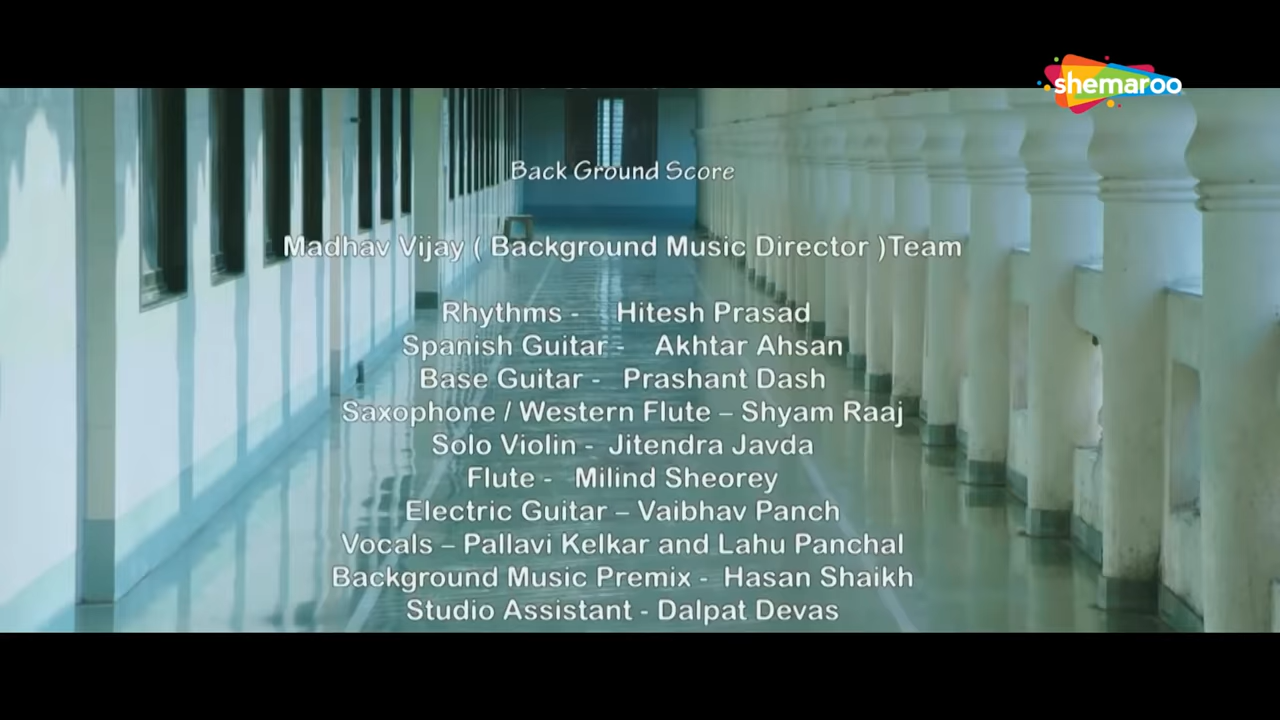 shemaroo
Back Ground Score
Madhav Vijay ( Background Music Director )Team
Rhythms - Hitesh Prasad
Spanish Guitar - Akhtar Ahsan
Base Guitar - Prashant Dash
Saxophone / Western Flute – Shyam Raaj
Solo Violin - Jitendra Javda
Flute - Milind Sheorey
Electric Guitar – Vaibhav Panch
Vocals – Pallavi Kelkar and Lahu Panchal
Background Music Premix - Hasan Shaikh
Studio Assistant - Dalpat Devas